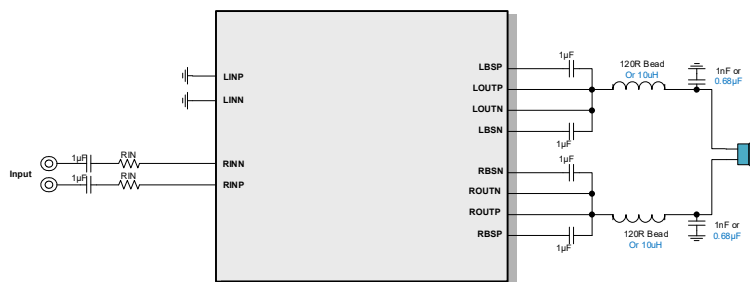 LINP
LINN
Input
1µF
RIN
1µF
RIN
RINN
RINP
LBSP
LOUTP
LOUTN
LBSN
RBSN
ROUTN
ROUTP
RBSP
1µF
1µF
1µF
1µF
120R Bead
Or 10uH
1nF or
0.68µF
120R Bead
Or 10uH
1nF or
0.68µF